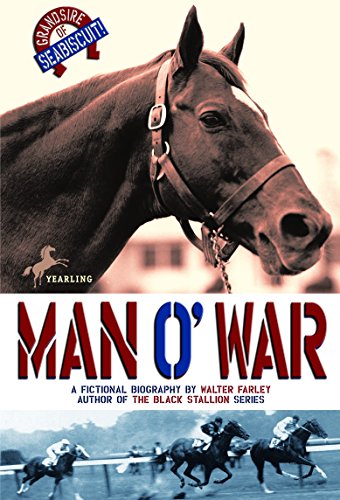 GRANDSIRE
OF
SEABISCUIT!
YEARLING
MAN O' WAR
A FICTIONAL BIOGRAPHY BY WALTER FARLEY
AUTHOR OF THE BLACK STALLION SERIES